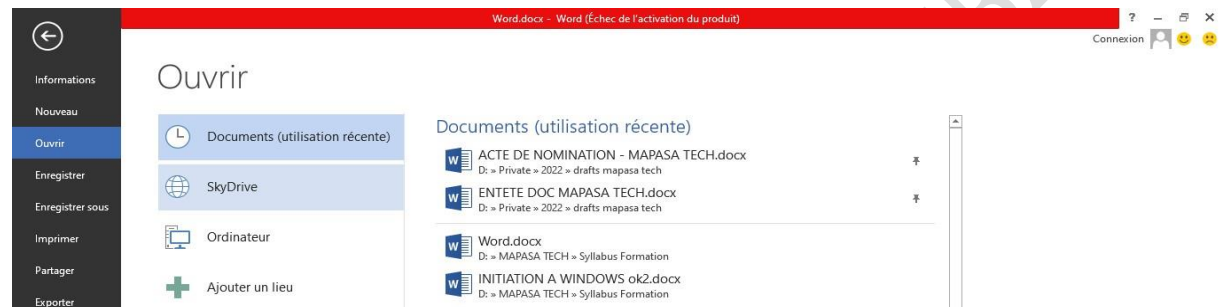 Word.docx - Word (Échec de l'activation du produit)
?
Connexion
Informations
Nouveau
Ouvrir
Enregistrer
Enregistrer sous
Imprimer
Partager
Exporter
Ouvrir
Documents (utilisation récente)
SkyDrive
Ordinateur
Ajouter un lieu
Documents (utilisation récente)
ACTE DE NOMINATION - MAPASA TECH.docx
D: » Private » 2022 » drafts mapasa tech
ENTETE DOC MAPASA TECH.docx
D: » Private » 2022 » drafts mapasa tech
Word.docx
D: » MAPASA TECH » Syllabus Formation
INITIATION A WINDOWS ok2.docx
D: » MAPASA TECH » Syllabus Formation